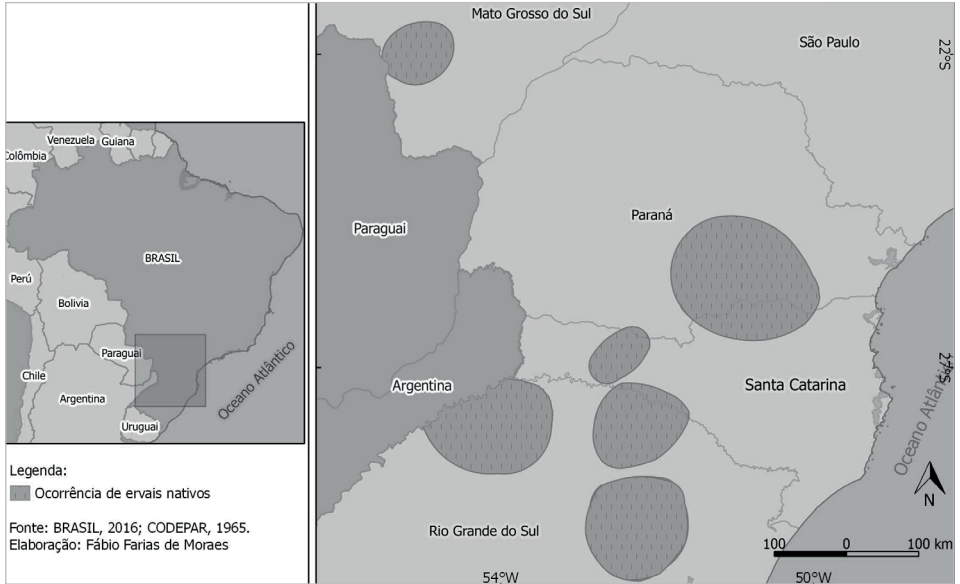 Venezuela
Guiana
Colômbia
BRASIL
Perú
Bolivia
Paraguai
Chile
Argentina
Uruguai
Oceano Atlântico
Legenda:
Ocorrência de ervais nativos
Fonte: BRASIL, 2016; CODEPAR, 1965.
Elaboração: Fábio Farias de Moraes
Mato Grosso do Sul
São Paulo
22°S
Paraguai
Paraná
27°S
Argentina
Santa Catarina
Oceano Atlântico
Rio Grande do Sul
N
100 0 100 km
54°W
50°W